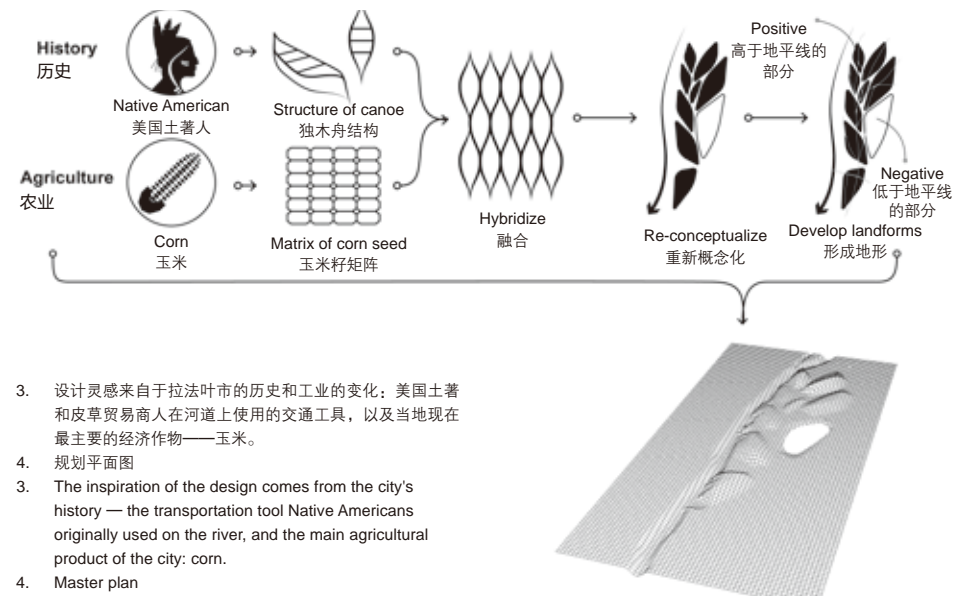 History
历史
Native American
美国土著人
Structure of canoe
独木舟结构
Agriculture
农业
Corn
玉米
Matrix of corn seed
玉米籽矩阵
Hybridize
融合
Re-conceptualize
重新概念化
Positive
高于地平线的
部分
Negative
低于地平线
的部分
Develop landforms
形成地形
3. 设计灵感来自于拉法叶市的历史和工业的变化：美国土著
和皮草贸易商人在河道上使用的交通工具，以及当地现在
最主要的经济作物——玉米。
4. 规划平面图
3. The inspiration of the design comes from the city's
history — the transportation tool Native Americans
originally used on the river, and the main agricultural
product of the city: corn.
4. Master plan